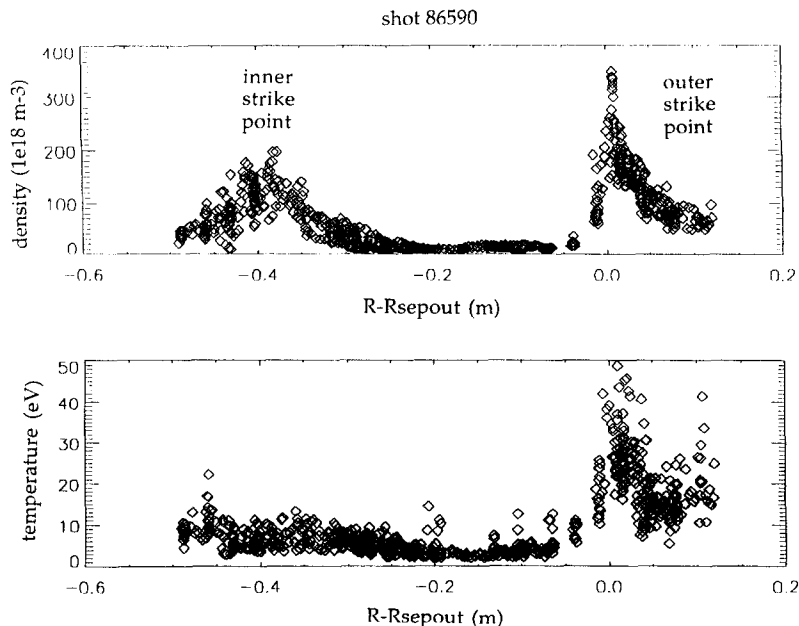 shot 86590
400
300
200
100
0
density (1e18 m-3)
inner
strike
point
outer
strike
point
−0.6
−0.4
−0.2
0.0
0.2
R-Rsepout (m)
50
40
30
20
10
0
temperature (eV)
−0.6
−0.4
−0.2
0.0
0.2
R-Rsepout (m)